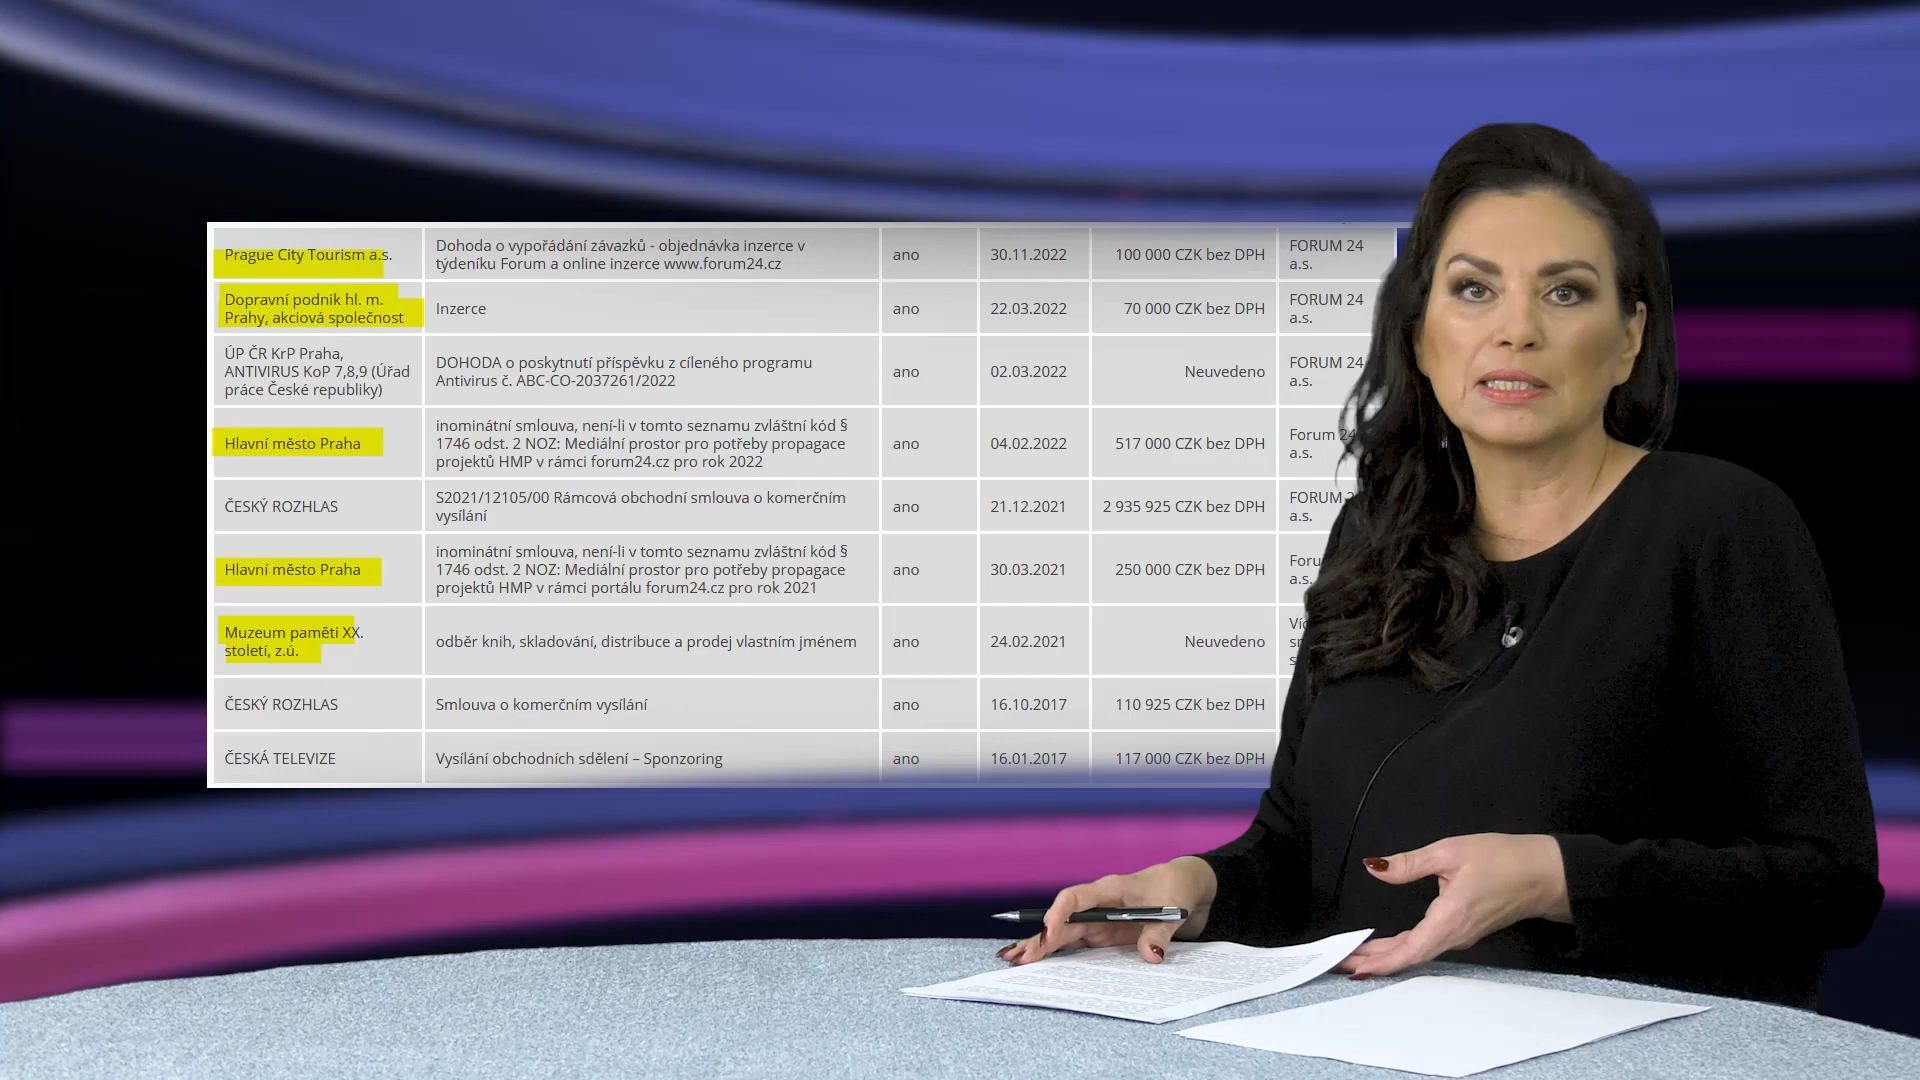 Prague City Tourism a.s.
Dohoda o vypořádání závazků - objednávka inzerce v
týdeníku Forum a online inzerce www.forum24.cz
ano
30.11.2022
100 000 CZK bez DPH
FORUM 24
a.s.
Dopravní podnik hl. m.
Prahy, akciová společnost
Inzerce
ano
22.03.2022
70 000 CZK bez DPH
FORUM 24
a.s.
ÚP ČR KrP Praha,
ANTIVIRUS KoP 7,8,9 (Úřad
práce České republiky)
DOHODA o poskytnutí příspěvku z cíleného programu
Antivirus č. ABC-CO-2037261/2022
ano
02.03.2022
Neuvedeno
FORUM 24
a.s.
Hlavní město Praha
inominátní smlouva, není-li v tomto seznamu zvláštní kód §
1746 odst. 2 NOZ: Mediální prostor pro potřeby propagace
projektů HMP v rámci forum24.cz pro rok 2022
ano
04.02.2022
517 000 CZK bez DPH
Forum 24
a.s.
ČESKÝ ROZHLAS
S2021/12105/00 Rámcová obchodní smlouva o komerčním
vysílání
ano
21.12.2021
2 935 925 CZK bez DPH
FORUM
a.s.
Hlavní město Praha
inominátní smlouva, není-li v tomto seznamu zvláštní kód §
1746 odst. 2 NOZ: Mediální prostor pro potřeby propagace
projektů HMP v rámci portálu forum24.cz pro rok 2021
ano
30.03.2021
250 000 CZK bez DPH
a.s.
Muzeum paměti XX.
století, z.ú.
odběr knih, skladování, distribuce a prodej vlastním jménem
ano
24.02.2021
Neuvedeno
ČESKÝ ROZHLAS
Smlouva o komerčním vysílání
ano
16.10.2017
110 925 CZK bez DPH
ČESKÁ TELEVIZE
Vysílání obchodních sdělení – Sponzoring
ano
16.01.2017
117 000 CZK bez DPH